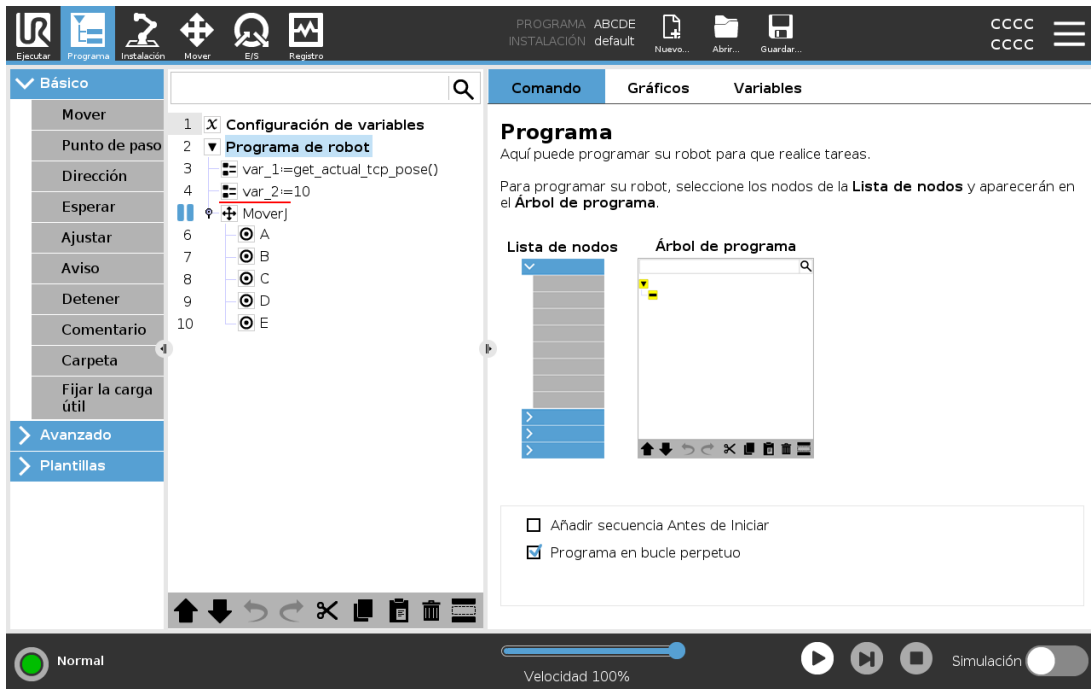 PROGRAMA ABCDE
INSTALACIÓN default
CCCC
CCCC
Ejecutar
Programa
Instalación
Mover
E/S
Registro
Nuevo...
Abrir...
Guardar...
Básico
Mover
Punto de paso
Dirección
Esperar
Ajustar
Aviso
Detener
Comentario
Carpeta
Fijar la carga
útil
Avanzado
Plantillas
1 x Configuración de variables
2 Programa de robot
3 var_1:=get_actual_tcp_pose()
4 var_2:=10
MoverJ
6 A
7 B
8 C
9 D
10 E
Comando
Gráficos
Variables
Programa
Aquí puede programar su robot para que realice tareas.
Para programar su robot, seleccione los nodos de la Lista de nodos y aparecerán en
el Árbol de programa.
Lista de nodos
Árbol de programa
Añadir secuencia Antes de Iniciar
Programa en bucle perpetuo
Normal
Velocidad 100%
Simulación